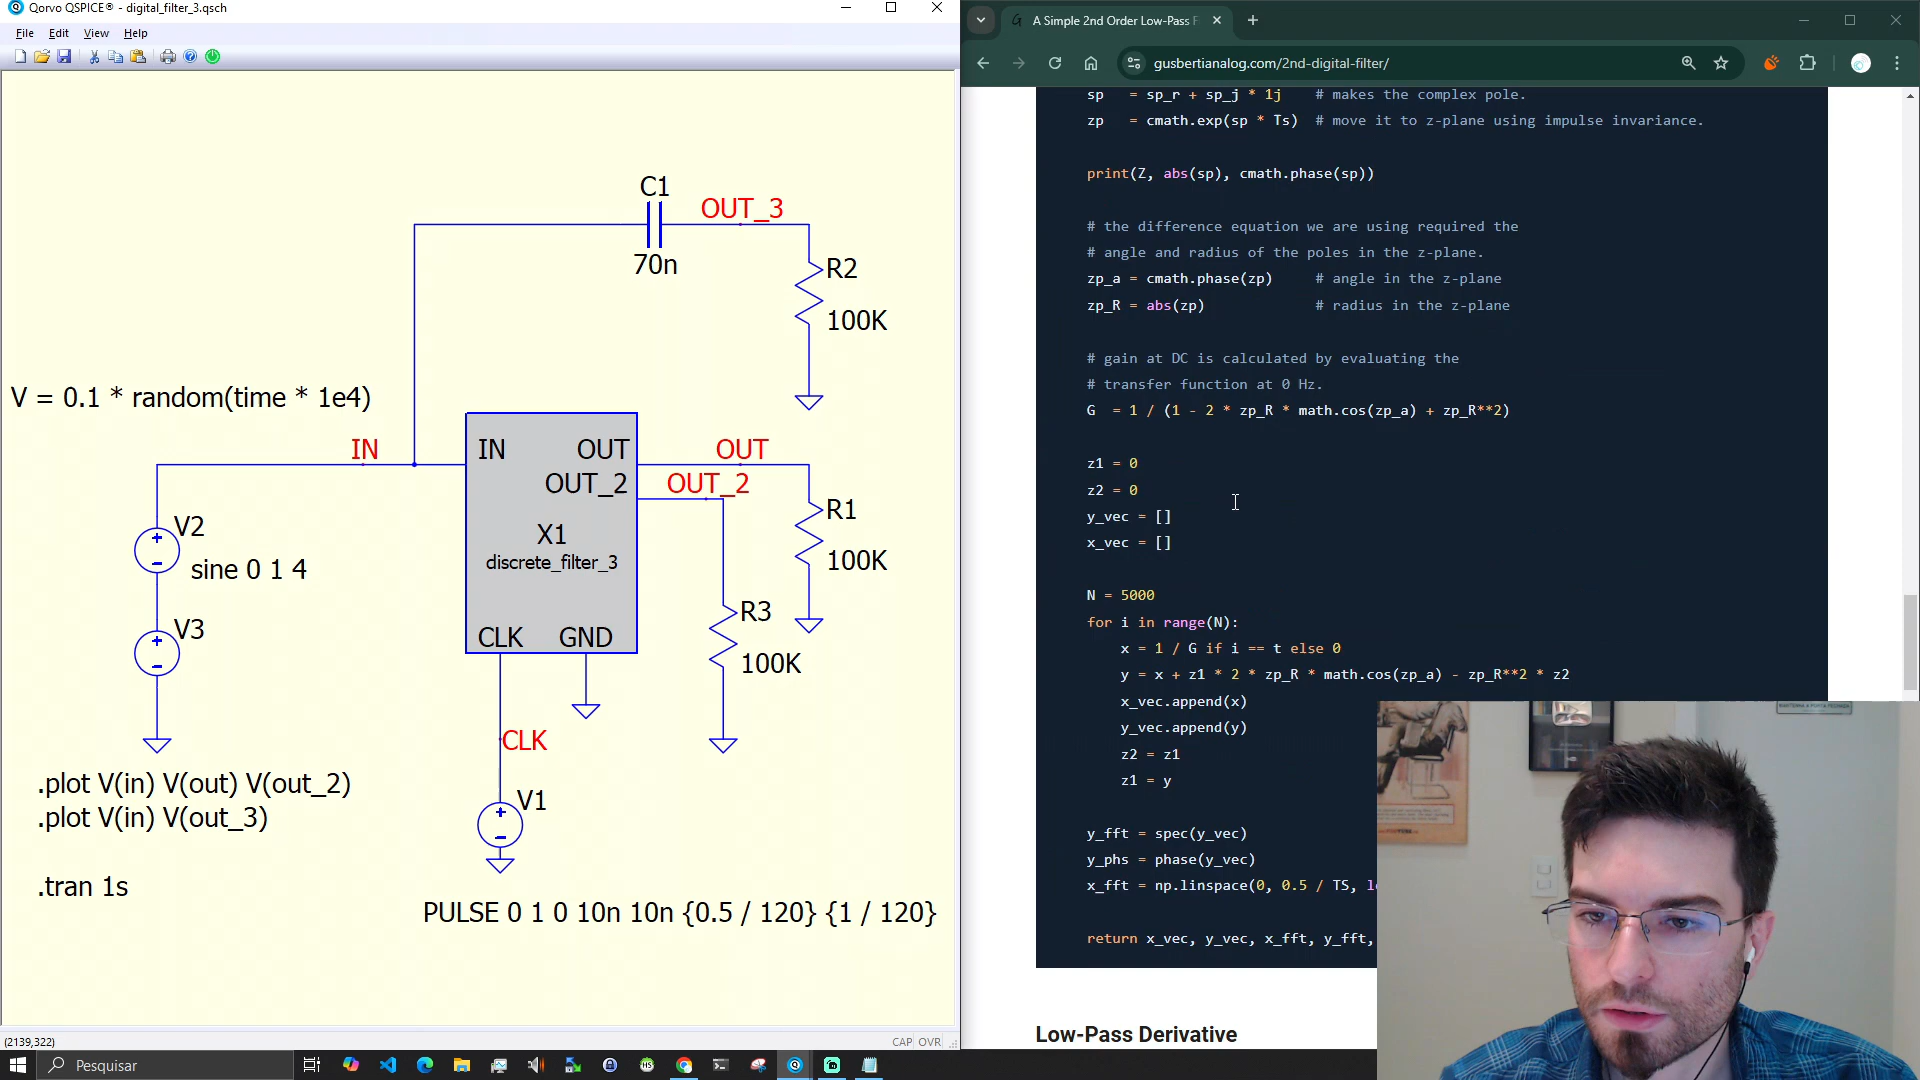 Qorvo QSPICE® - digital_filter_3.qsch
File Edit View Help
C1
OUT_3
70n
R2
100K
V = 0.1 * random(time * 1e4)
IN
IN
OUT
OUT
OUT_2
OUT_2
R1
100K
V2
sine 0 1 4
X1
discrete_filter_3
R3
100K
V3
CLK
GND
CLK
V1
.plot V(in) V(out) V(out_2)
.plot V(in) V(out_3)
.tran 1s
PULSE 0 1 0 10n 10n {0.5 / 120} {1 / 120}
(2139,322)
CAP OVR
Pesquisar
A Simple 2nd Order Low-Pass F
gusbertianalog.com/2nd-digital-filter/
sp = sp_r + sp_j * 1j # makes the complex pole.
zp = cmath.exp(sp * Ts) # move it to z-plane using impulse invariance.
print(Z, abs(sp), cmath.phase(sp))
# the difference equation we are using required the
# angle and radius of the poles in the z-plane.
zp_a = cmath.phase(zp) # angle in the z-plane
zp_R = abs(zp) # radius in the z-plane
# gain at DC is calculated by evaluating the
# transfer function at 0 Hz.
G = 1 / (1 - 2 * zp_R * math.cos(zp_a) + zp_R**2)
z1 = 0
z2 = 0
y_vec = []
x_vec = []
N = 5000
for i in range(N):
x = 1 / G if i == t else 0
y = x + z1 * 2 * zp_R * math.cos(zp_a) - zp_R**2 * z2
x_vec.append(x)
y_vec.append(y)
z2 = z1
z1 = y
y_fft = spec(y_vec)
y_phs = phase(y_vec)
x_fft = np.linspace(0, 0.5 / TS, l
return x_vec, y_vec, x_fft, y_fft,
Low-Pass Derivative